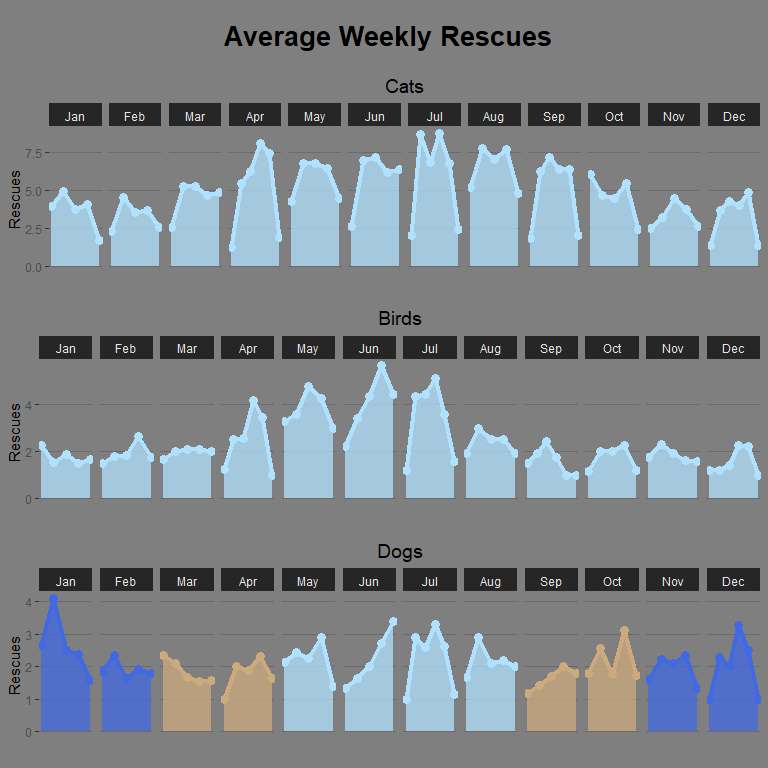 Average Weekly Rescues
Cats
Jan Feb Mar Apr May Jun Jul Aug Sep Oct Nov Dec
Rescues
7.5
5.0
2.5
0.0
Birds
Jan Feb Mar Apr May Jun Jul Aug Sep Oct Nov Dec
Rescues
4
2
0
Dogs
Jan Feb Mar Apr May Jun Jul Aug Sep Oct Nov Dec
Rescues
4
3
2
1
0